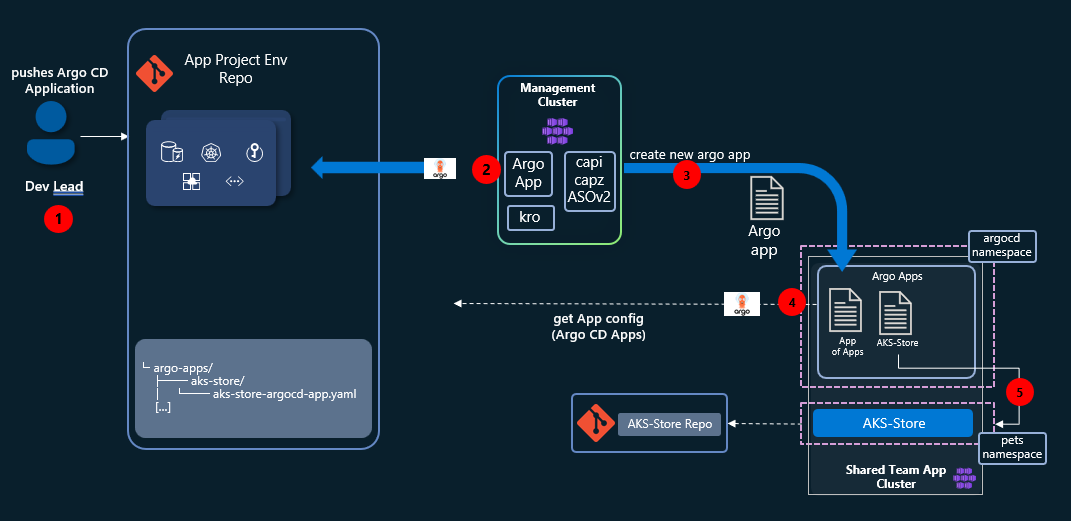 pushes Argo CD
Application
Dev Lead
1
App Project Env
Repo
argo-apps/
aks-store/
aks-store-argocd-app.yaml
[...]
argo
2
Management
Cluster
Argo
App
capi
capz
ASOv2
kro
create new argo app
3
Argo
app
argocd
namespace
Argo Apps
App
of Apps
AKS-Store
4
argo
get App config
(Argo CD Apps)
5
AKS-Store Repo
AKS-Store
pets
namespace
Shared Team App
Cluster